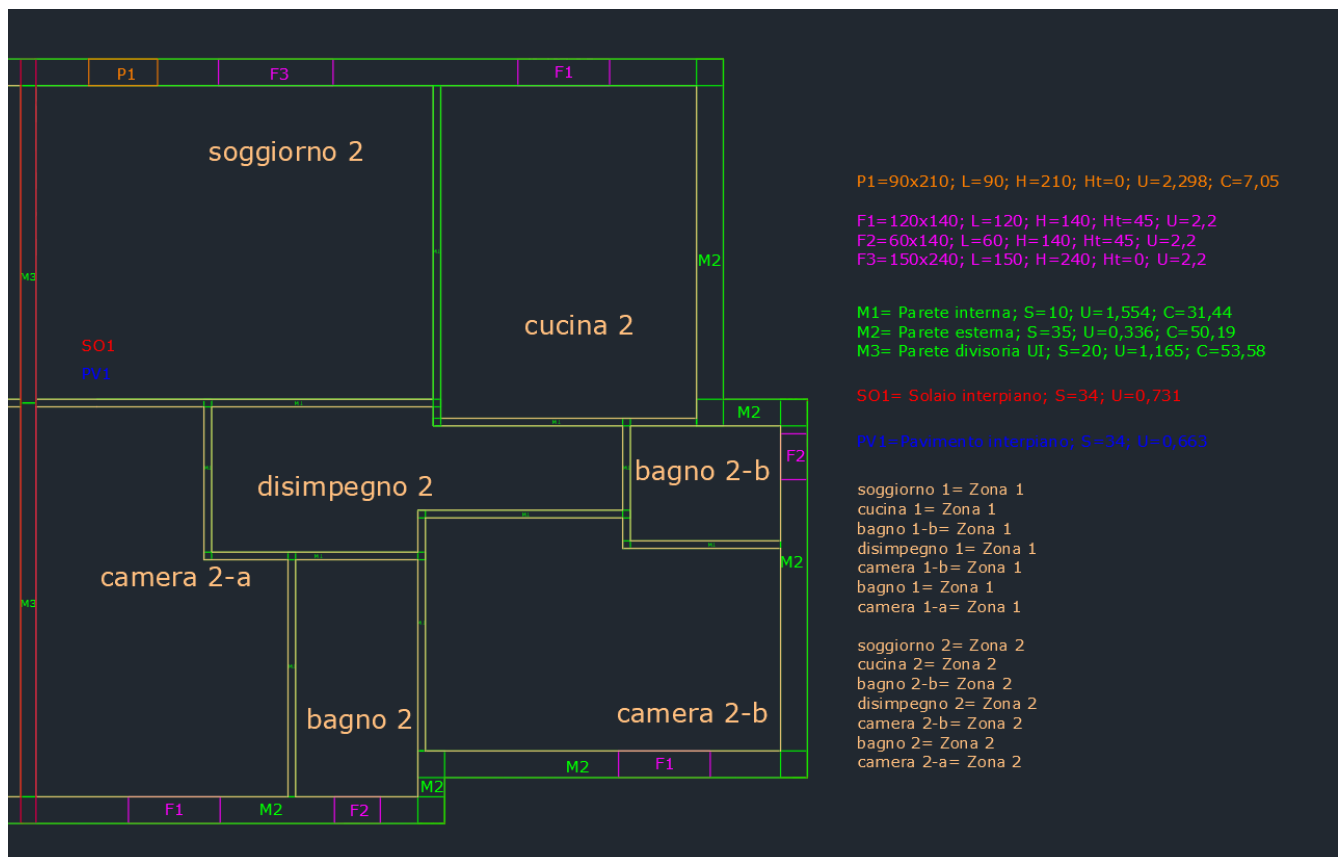 P1
F3
F1
soggiorno 2
M2
M3
cucina 2
SO1
PV1
M1
M2
F2
M1
bagno 2-b
disimpegno 2
M1
M1
M1
camera 2-a
M2
M3
bagno 2
camera 2-b
M2
F1
M2
F1
M2
F2
P1=90x210; L=90; H=210; Ht=0; U=2,298; C=7,05
F1=120x140; L=120; H=140; Ht=45; U=2,2
F2=60x140; L=60; H=140; Ht=45; U=2,2
F3=150x240; L=150; H=240; Ht=0; U=2,2
M1= Parete interna; S=10; U=1,554; C=31,44
M2= Parete esterna; S=35; U=0,336; C=50,19
M3= Parete divisoria UI; S=20; U=1,165; C=53,58
SO1= Solaio interpiano; S=34; U=0,731
PV1=Pavimento interpiano; S=34; U=0,663
soggiorno 1= Zona 1
cucina 1= Zona 1
bagno 1-b= Zona 1
disimpegno 1= Zona 1
camera 1-b= Zona 1
bagno 1= Zona 1
camera 1-a= Zona 1
soggiorno 2= Zona 2
cucina 2= Zona 2
bagno 2-b= Zona 2
disimpegno 2= Zona 2
camera 2-b= Zona 2
bagno 2= Zona 2
camera 2-a= Zona 2